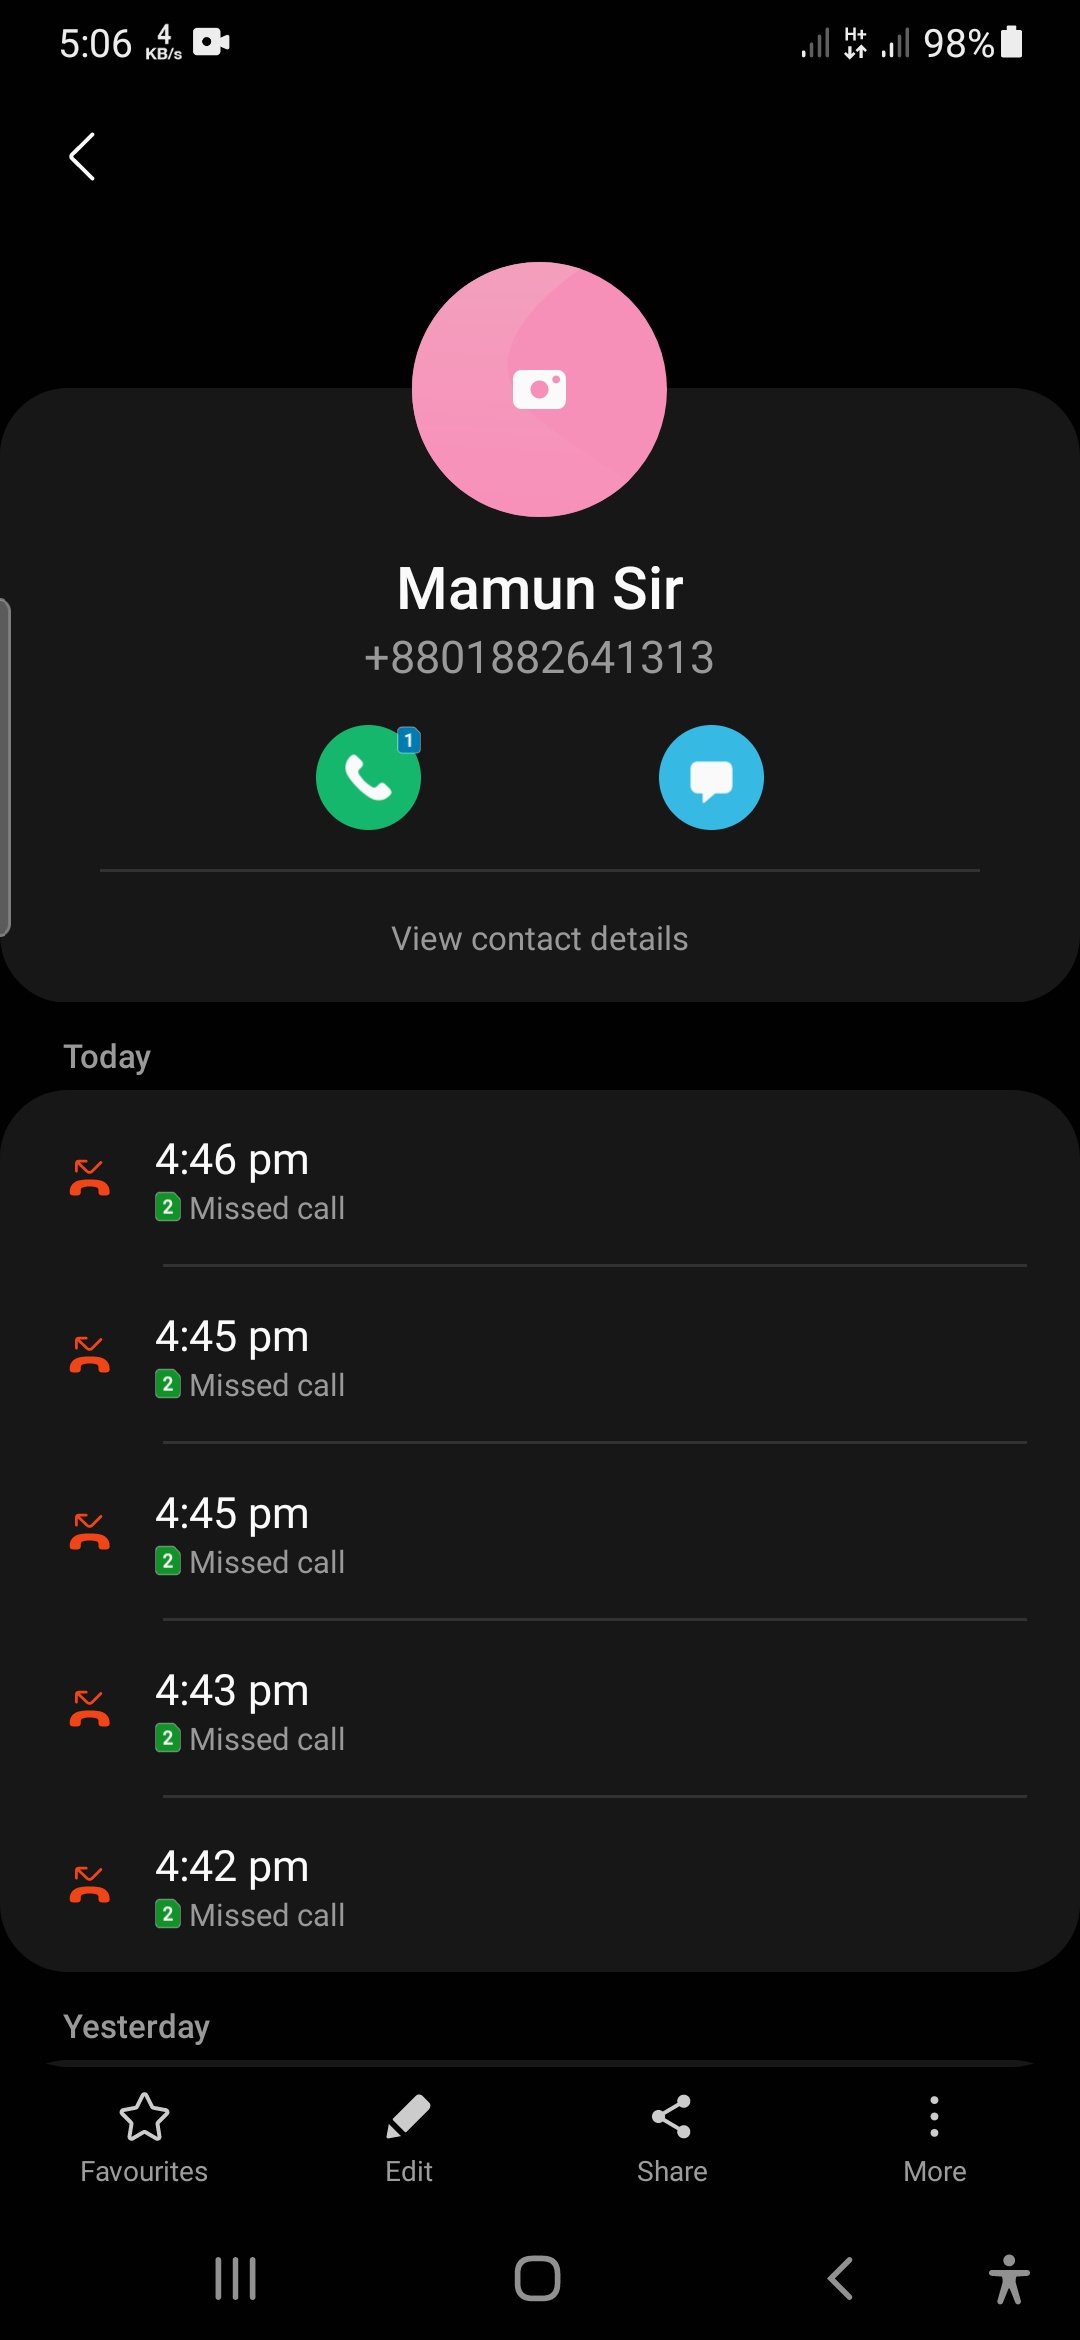 5:06 4 KB/s H+ 98%
Mamun Sir
+8801882641313
1
View contact details
Today
4:46 pm
2 Missed call
4:45 pm
2 Missed call
4:45 pm
2 Missed call
4:43 pm
2 Missed call
4:42 pm
2 Missed call
Yesterday
Favourites Edit Share More